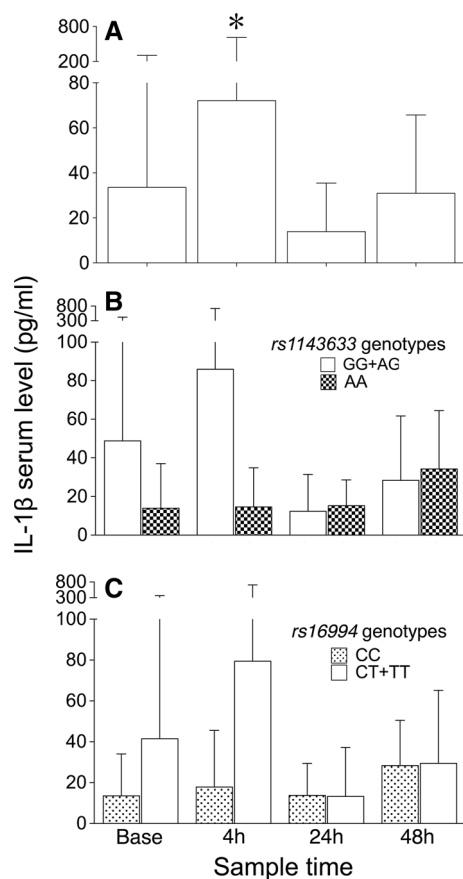 A
*
800
200
80
60
40
20
0
IL-1β serum level (pg/ml)
B
800
300
100
80
60
40
20
0
rs1143633 genotypes
GG+AG
AA
C
800
300
100
80
60
40
20
0
rs16994 genotypes
CC
CT+TT
Base 4h 24h 48h
Sample time